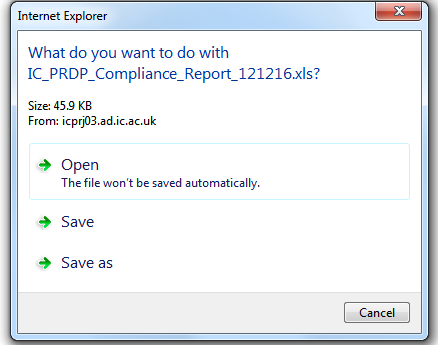 Internet Explorer
What do you want to do with
IC_PRDP_Compliance_Report_121216.xls?
Size: 45.9 KB
From: icprj03.ad.ic.ac.uk
Open
The file won't be saved automatically.
Save
Save as
Cancel